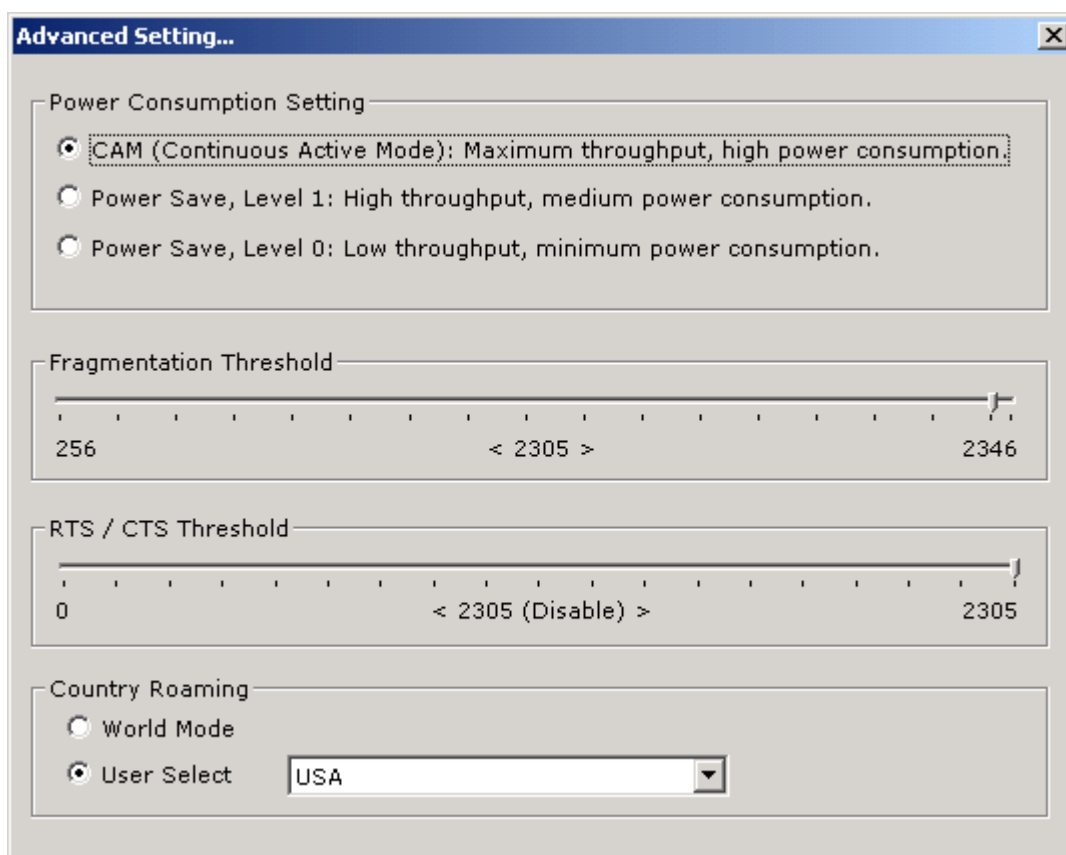 Advanced Setting...
Power Consumption Setting
CAM (Continuous Active Mode): Maximum throughput, high power consumption.
Power Save, Level 1: High throughput, medium power consumption.
Power Save, Level 0: Low throughput, minimum power consumption.
Fragmentation Threshold
256 < 2305 > 2346
RTS / CTS Threshold
0 < 2305 (Disable) > 2305
Country Roaming
World Mode
User Select USA